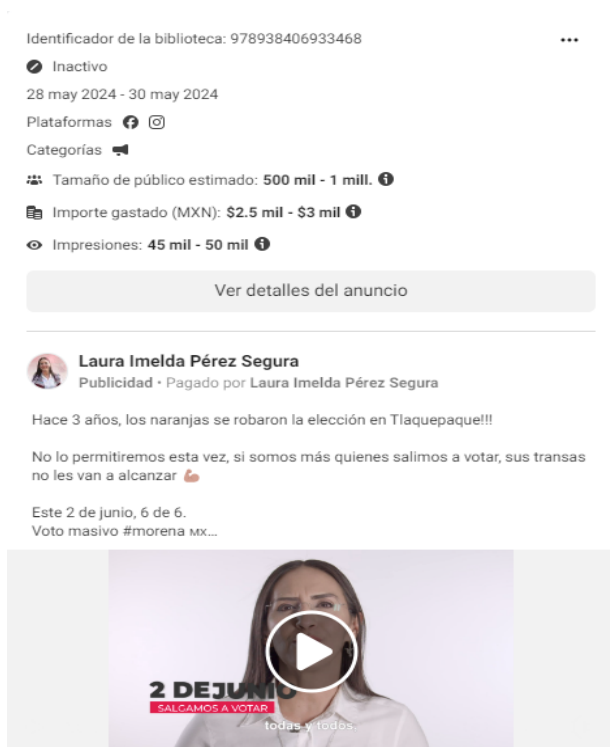 Identificador de la biblioteca: 978938406933468
Inactivo
28 may 2024 - 30 may 2024
Plataformas
Categorías
Tamaño de público estimado: 500 mil - 1 mill.
Importe gastado (MXN): $2.5 mil - $3 mil
Impresiones: 45 mil - 50 mil
Ver detalles del anuncio
Laura Imelda Pérez Segura
Publicidad · Pagado por Laura Imelda Pérez Segura
Hace 3 años, los naranjas se robaron la elección en Tlaquepaque!!!
No lo permitiremos esta vez, si somos más quienes salimos a votar, sus transas
no les van a alcanzar 💪🏽
Este 2 de junio, 6 de 6.
Voto masivo #morena ᴍx...
2 DE JUNIO
SALGAMOS A VOTAR
todas y todos.